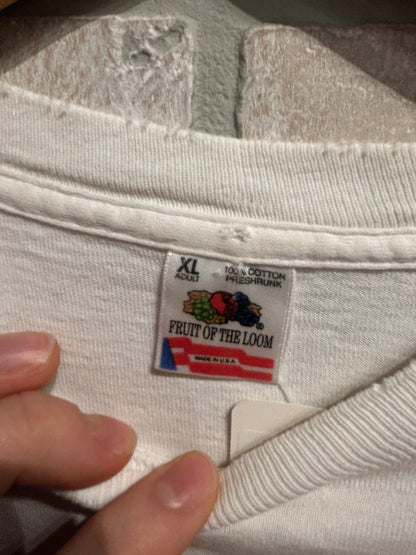 XL
ADULT
100% COTTON
PRESHRUNK
FRUIT OF THE LOOM
®
MADE IN U.S.A.